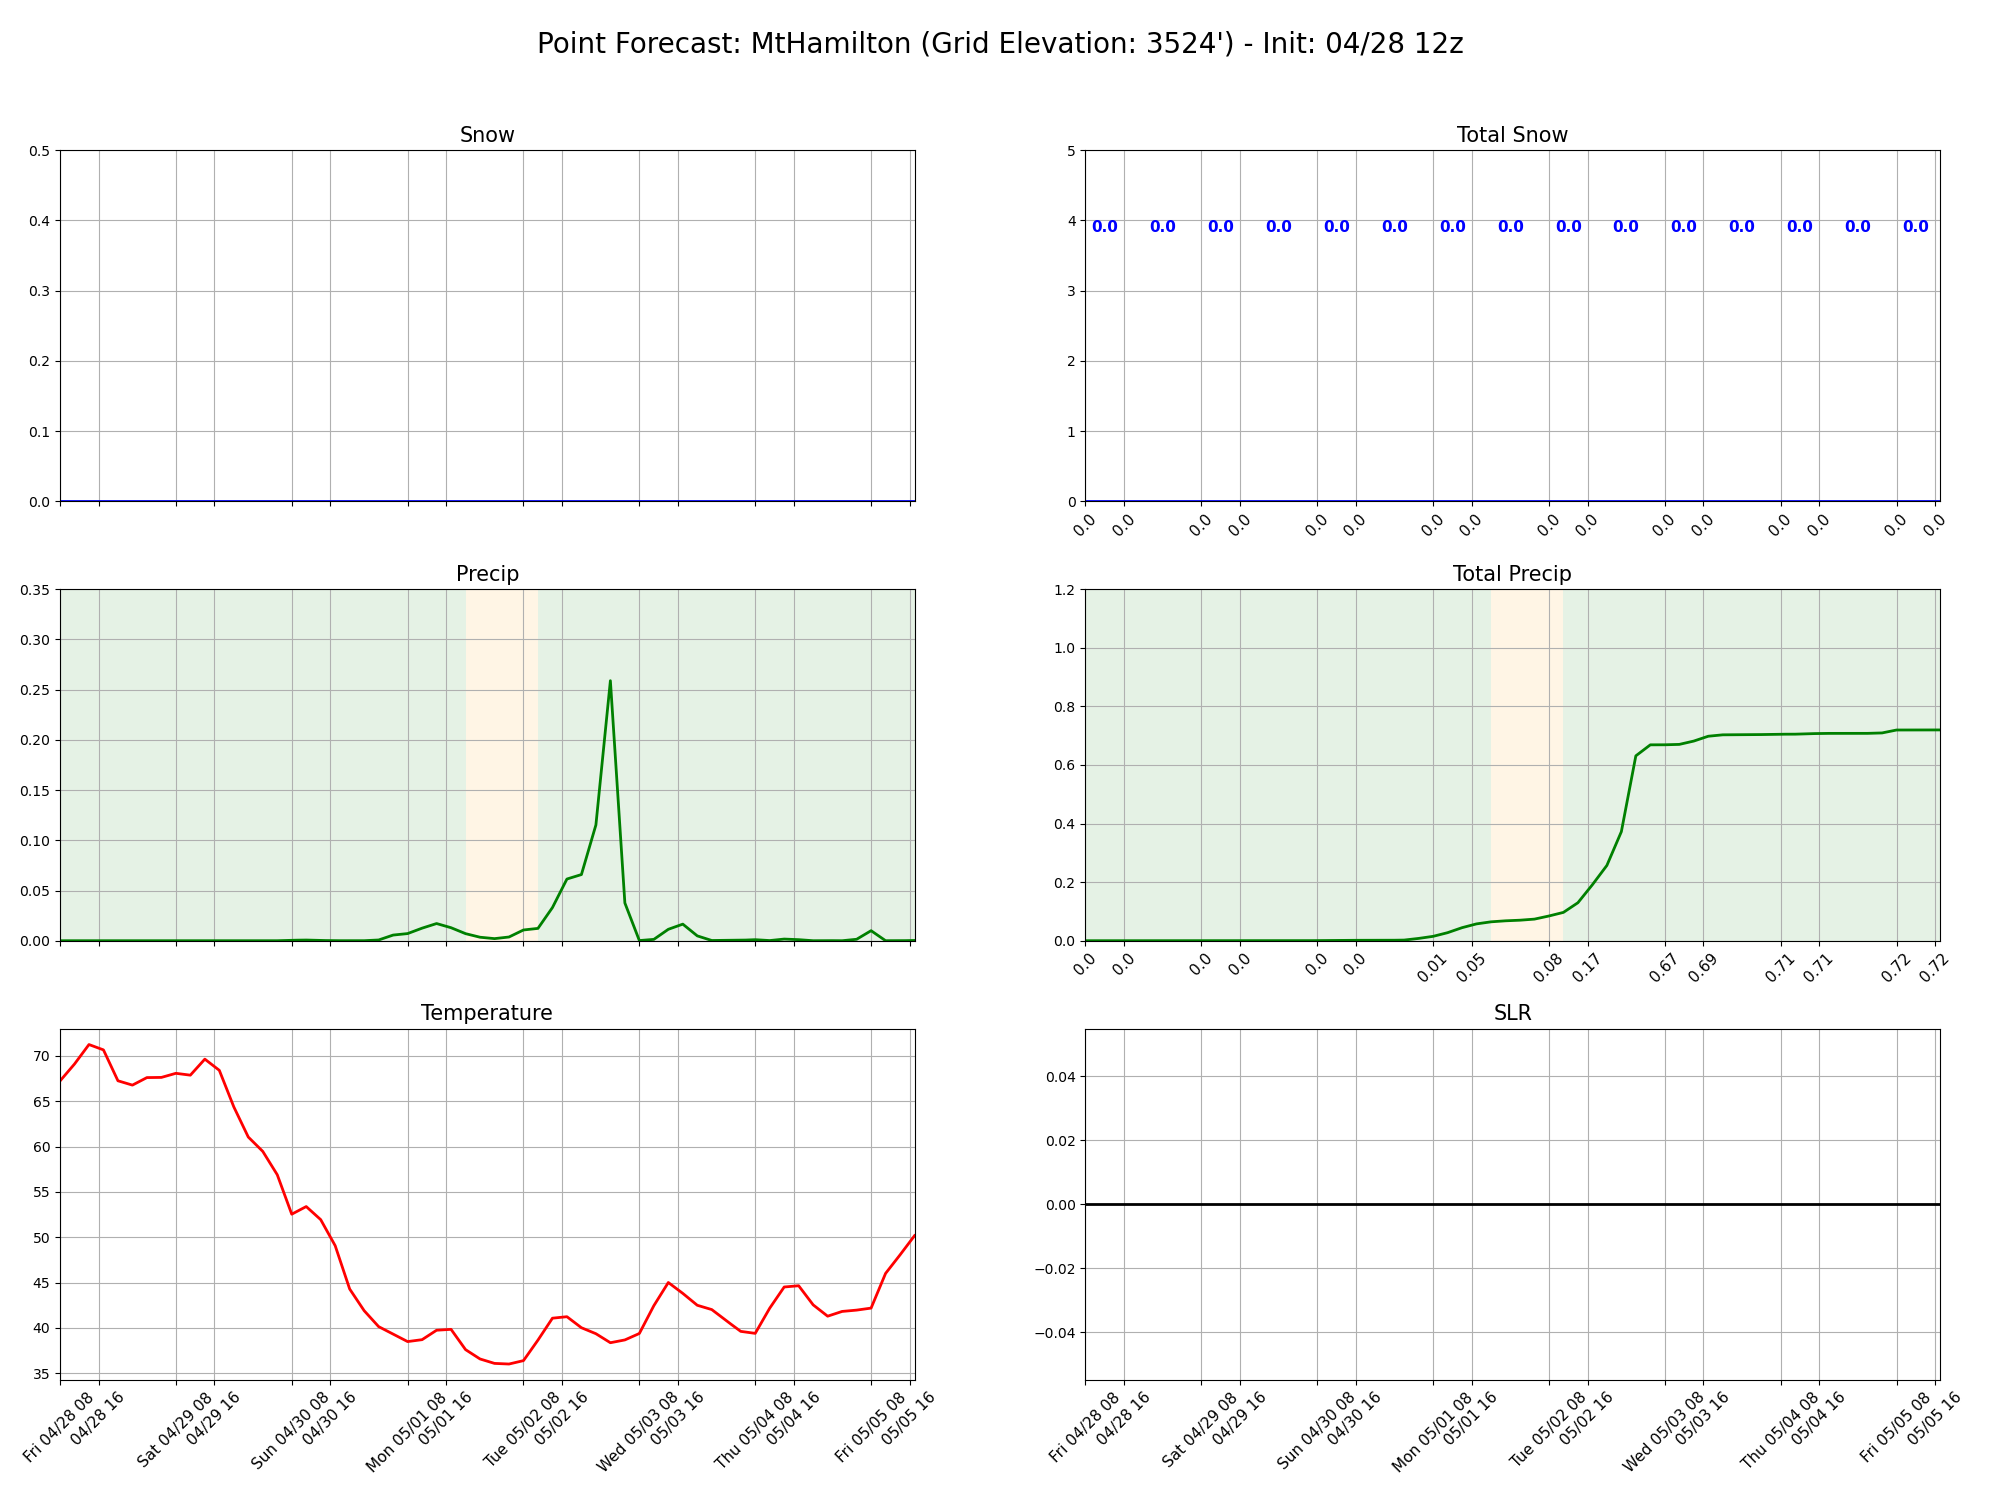 Point Forecast: MtHamilton (Grid Elevation: 3524') - Init: 04/28 12z
Snow
0.5
0.4
0.3
0.2
0.1
0.0
Total Snow
5
4
3
2
1
0
0.0 0.0 0.0 0.0 0.0 0.0 0.0 0.0 0.0 0.0 0.0 0.0 0.0 0.0 0.0
0.0 0.0 0.0 0.0 0.0 0.0 0.0 0.0 0.0 0.0 0.0 0.0 0.0 0.0 0.0 0.0
Precip
0.35
0.30
0.25
0.20
0.15
0.10
0.05
0.00
Total Precip
1.2
1.0
0.8
0.6
0.4
0.2
0.0
0.0 0.0 0.0 0.0 0.0 0.0 0.01 0.05 0.08 0.17 0.67 0.69 0.71 0.71 0.72 0.72
Temperature
70
65
60
55
50
45
40
35
Fri 04/28 08
04/28 16
Sat 04/29 08
04/29 16
Sun 04/30 08
04/30 16
Mon 05/01 08
05/01 16
Tue 05/02 08
05/02 16
Wed 05/03 08
05/03 16
Thu 05/04 08
05/04 16
Fri 05/05 08
05/05 16
SLR
0.04
0.02
0.00
−0.02
−0.04
Fri 04/28 08
04/28 16
Sat 04/29 08
04/29 16
Sun 04/30 08
04/30 16
Mon 05/01 08
05/01 16
Tue 05/02 08
05/02 16
Wed 05/03 08
05/03 16
Thu 05/04 08
05/04 16
Fri 05/05 08
05/05 16